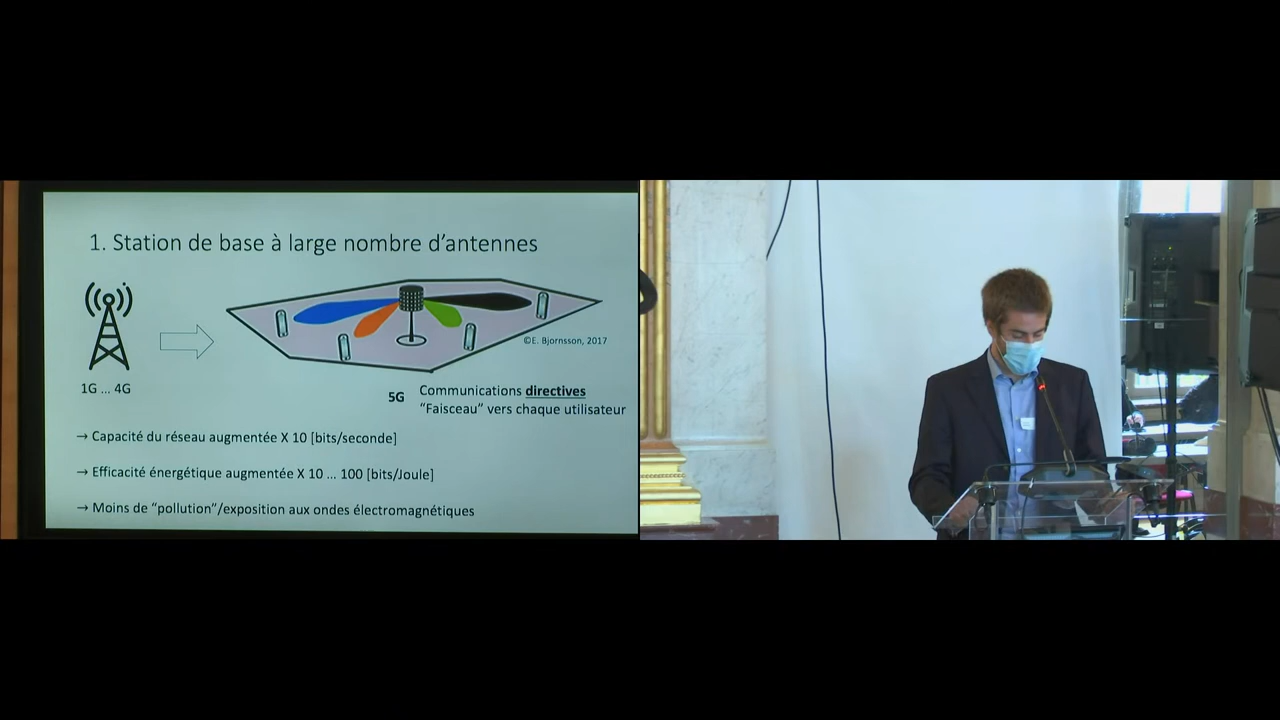 1. Station de base à large nombre d’antennes
©E. Bjornsson, 2017
1G ... 4G
5G
Communications directives
“Faisceau” vers chaque utilisateur
→ Capacité du réseau augmentée X 10 [bits/seconde]
→ Efficacité énergétique augmentée X 10 ... 100 [bits/Joule]
→ Moins de “pollution”/exposition aux ondes électromagnétiques